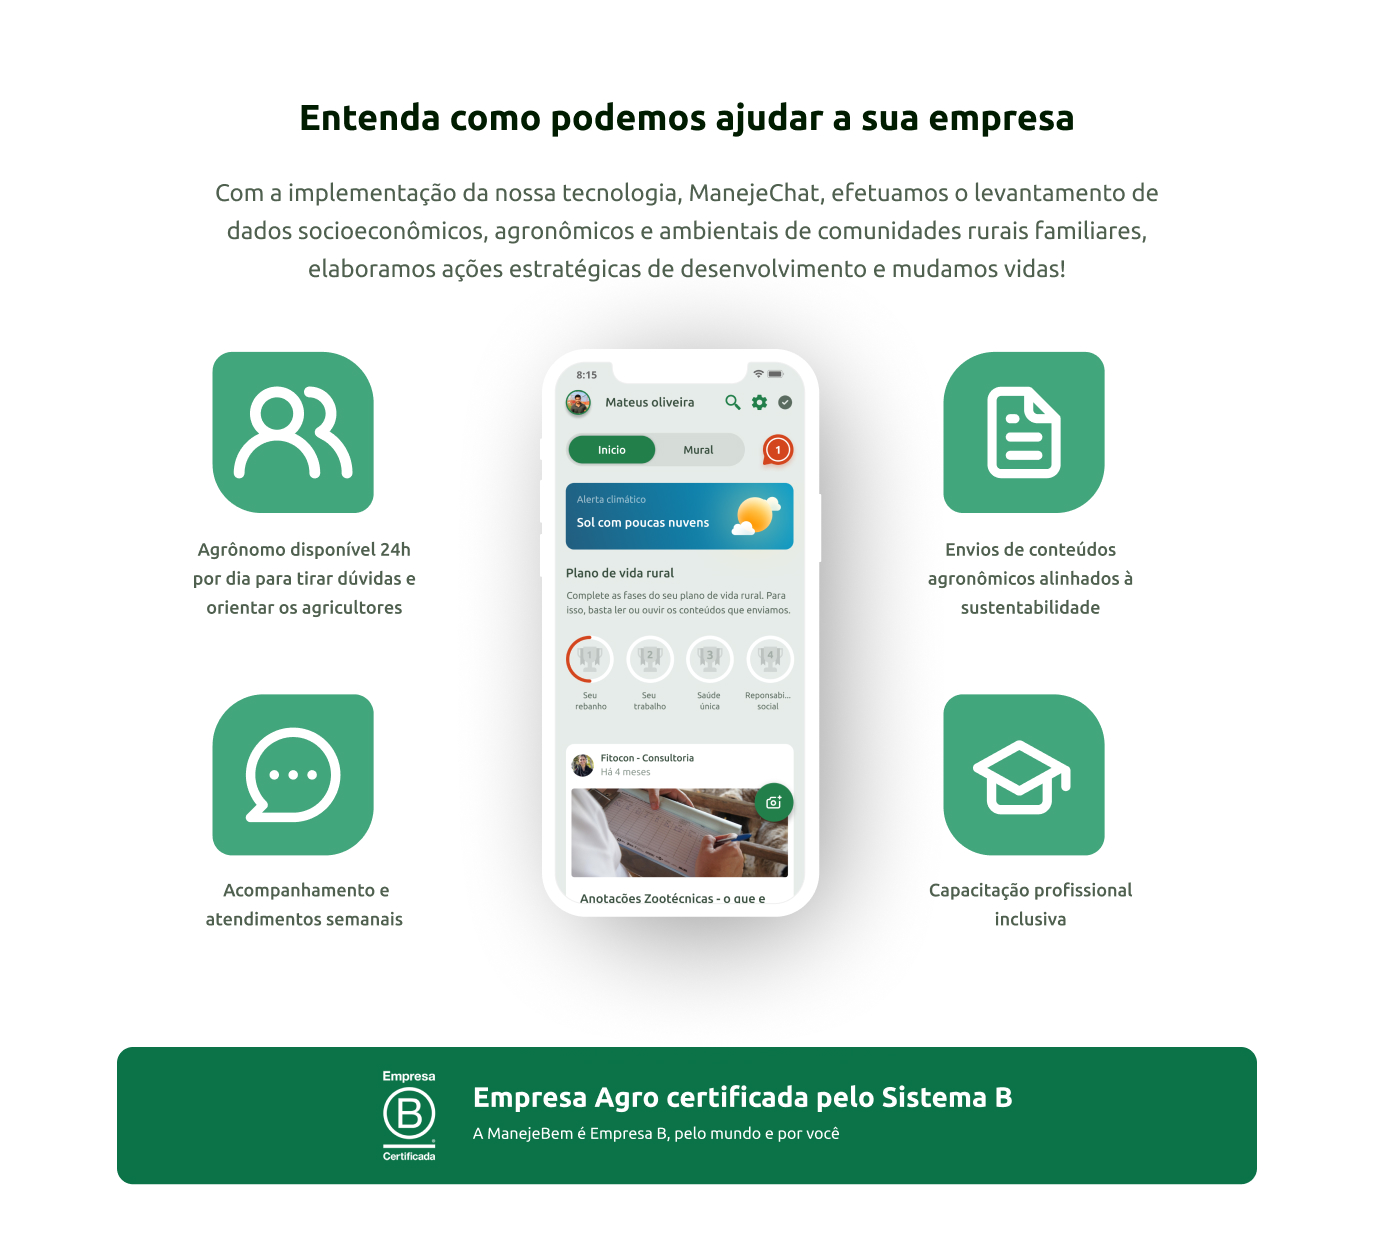 Entenda como podemos ajudar a sua empresa
Com a implementação da nossa tecnologia, ManejeChat, efetuamos o levantamento de
dados socioeconômicos, agronômicos e ambientais de comunidades rurais familiares,
elaboramos ações estratégicas de desenvolvimento e mudamos vidas!
Agrônomo disponível 24h
por dia para tirar dúvidas e
orientar os agricultores
Acompanhamento e
atendimentos semanais
8:15
Mateus oliveira
Inicio
Mural
1
Alerta climático
Sol com poucas nuvens
Plano de vida rural
Complete as fases do seu plano de vida rural. Para
isso, basta ler ou ouvir os conteúdos que enviamos.
1
2
3
4
Seu
rebanho
Seu
trabalho
Saúde
única
Reponsabi...
social
Fitocon - Consultoria
Há 4 meses
Anotações Zootécnicas - o que e
Envios de conteúdos
agronômicos alinhados à
sustentabilidade
Capacitação profissional
inclusiva
Empresa
B
Certificada
Empresa Agro certificada pelo Sistema B
A ManejeBem é Empresa B, pelo mundo e por você